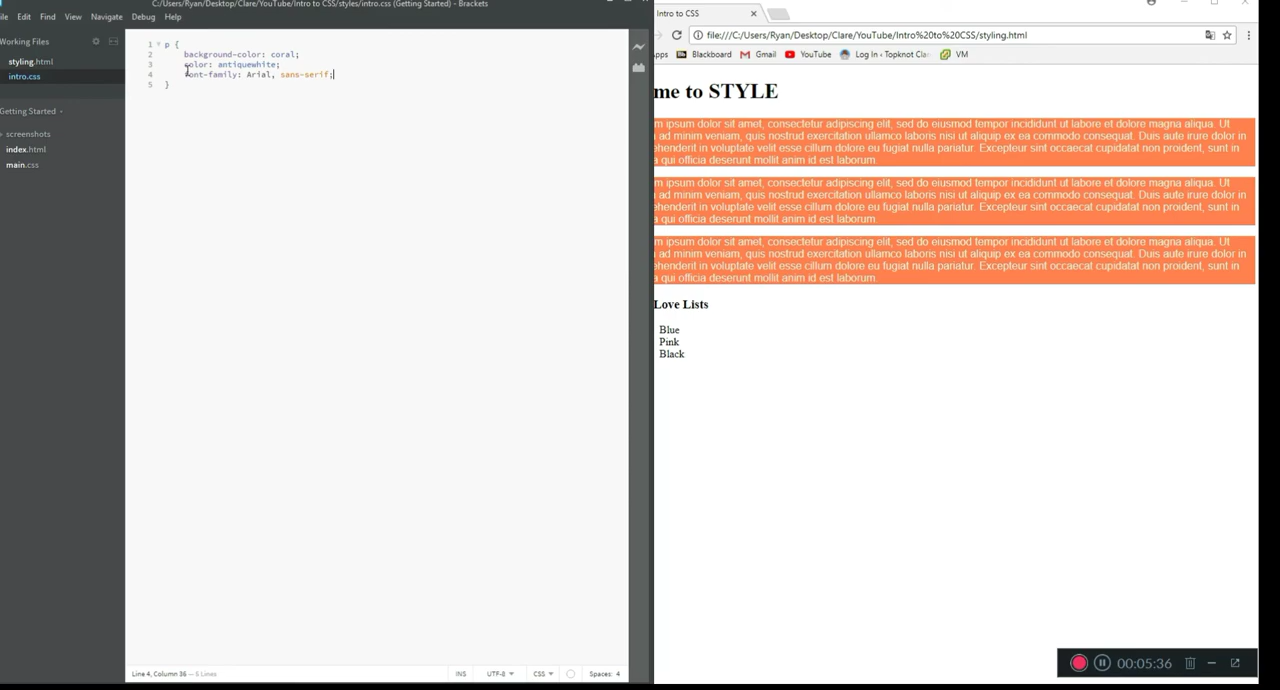 C:/Users/Ryan/Desktop/Clare/YouTube/Intro to CSS/styles/intro.css (Getting Started) - Brackets
ile Edit Find View Navigate Debug Help
Working Files
styling.html
intro.css
Getting Started
screenshots
index.html
main.css
1 p {
2 background-color: coral;
3 color: antiquewhite;
4 font-family: Arial, sans-serif;
5 }
Line 4, Column 36 — 5 Lines
INS UTF-8 CSS Spaces: 4
Intro to CSS
file:///C:/Users/Ryan/Desktop/Clare/YouTube/Intro%20to%20CSS/styling.html
pps Blackboard Gmail YouTube Log In ‹ Topknot Cla VM
me to STYLE
m ipsum dolor sit amet, consectetur adipiscing elit, sed do eiusmod tempor incididunt ut labore et dolore magna aliqua. Ut
ad minim veniam, quis nostrud exercitation ullamco laboris nisi ut aliquip ex ea commodo consequat. Duis aute irure dolor in
ehenderit in voluptate velit esse cillum dolore eu fugiat nulla pariatur. Excepteur sint occaecat cupidatat non proident, sunt in
a qui officia deserunt mollit anim id est laborum.
m ipsum dolor sit amet, consectetur adipiscing elit, sed do eiusmod tempor incididunt ut labore et dolore magna aliqua. Ut
ad minim veniam, quis nostrud exercitation ullamco laboris nisi ut aliquip ex ea commodo consequat. Duis aute irure dolor in
ehenderit in voluptate velit esse cillum dolore eu fugiat nulla pariatur. Excepteur sint occaecat cupidatat non proident, sunt in
a qui officia deserunt mollit anim id est laborum.
m ipsum dolor sit amet, consectetur adipiscing elit, sed do eiusmod tempor incididunt ut labore et dolore magna aliqua. Ut
ad minim veniam, quis nostrud exercitation ullamco laboris nisi ut aliquip ex ea commodo consequat. Duis aute irure dolor in
ehenderit in voluptate velit esse cillum dolore eu fugiat nulla pariatur. Excepteur sint occaecat cupidatat non proident, sunt in
a qui officia deserunt mollit anim id est laborum.
Love Lists
Blue
Pink
Black
00:05:36